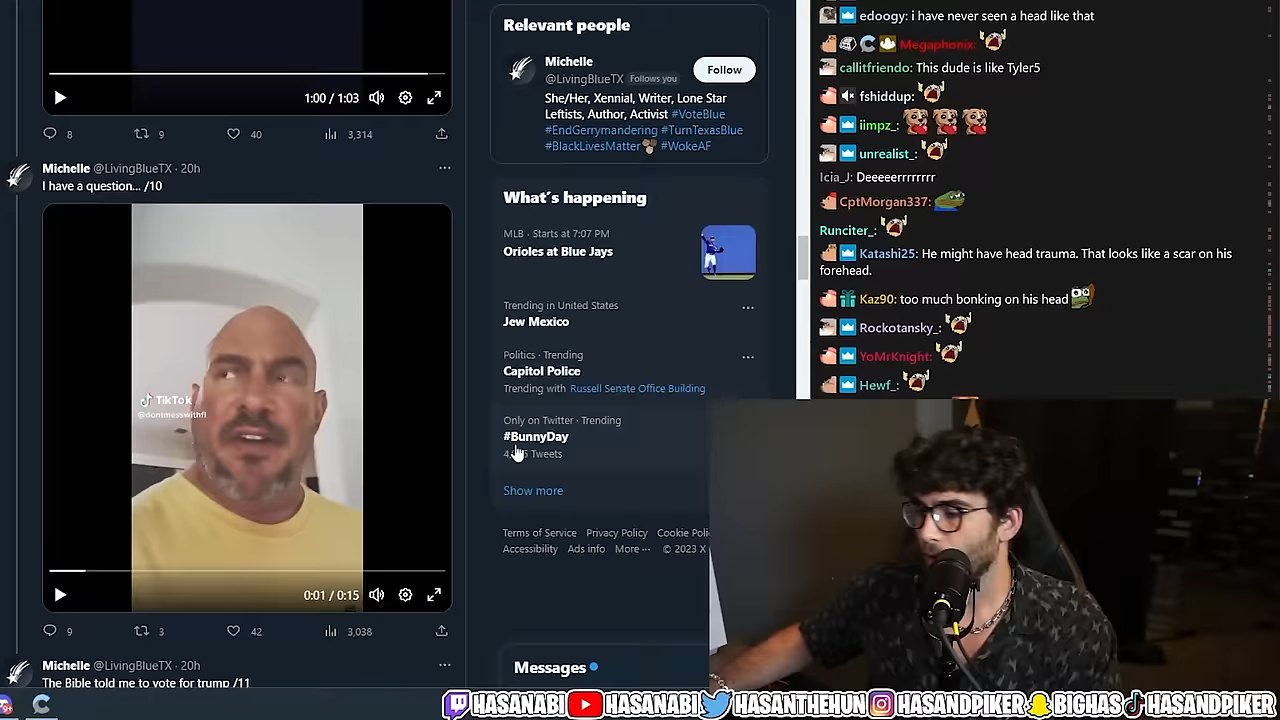 1:00 / 1:03
8
9
40
3,314
Michelle @LivingBlueTX · 20h
I have a question... /10
TikTok
@dontmesswithfl
0:01 / 0:15
9
3
42
3,038
Michelle @LivingBlueTX · 20h
The Bible told me to vote for trump /11
Relevant people
Michelle
@LivingBlueTX Follows you
Follow
She/Her, Xennial, Writer, Lone Star
Leftists, Author, Activist #VoteBlue
#EndGerrymandering #TurnTexasBlue
#BlackLivesMatter #WokeAF
What's happening
MLB · Starts at 7:07 PM
Orioles at Blue Jays
Trending in United States
Jew Mexico
Politics · Trending
Capitol Police
Trending with Russell Senate Office Building
Only on Twitter · Trending
#BunnyDay
Tweets
Show more
Terms of Service Privacy Policy Cookie
Accessibility Ads info More ··· © 2023 X
Messages
edoogy: i have never seen a head like that
Megaphonix:
callitfriendo: This dude is like Tyler5
fshiddup:
iimpz_:
unrealist_:
Icia_J: Deeeerrrrrrr
CptMorgan337:
Runciter_:
Katashi25: He might have head trauma. That looks like a scar on his
forehead.
Kaz90: too much bonking on his head
Rockotansky_:
YoMrKnight:
Hewf_:
HASANABI HASANABI HASANTHEHUN HASANDPIKER BIGHAS HASANDPIKER